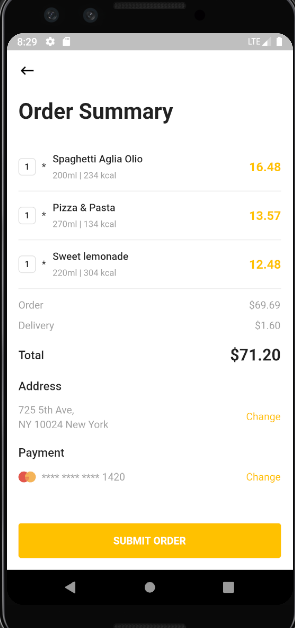 8:29
LTE
Order Summary
1 * Spaghetti Aglia Olio 16.48
200ml | 234 kcal
1 * Pizza & Pasta 13.57
270ml | 134 kcal
1 * Sweet lemonade 12.48
220ml | 304 kcal
Order $69.69
Delivery $1.60
Total $71.20
Address
725 5th Ave,
NY 10024 New York
Change
Payment
**** **** **** 1420 Change
SUBMIT ORDER